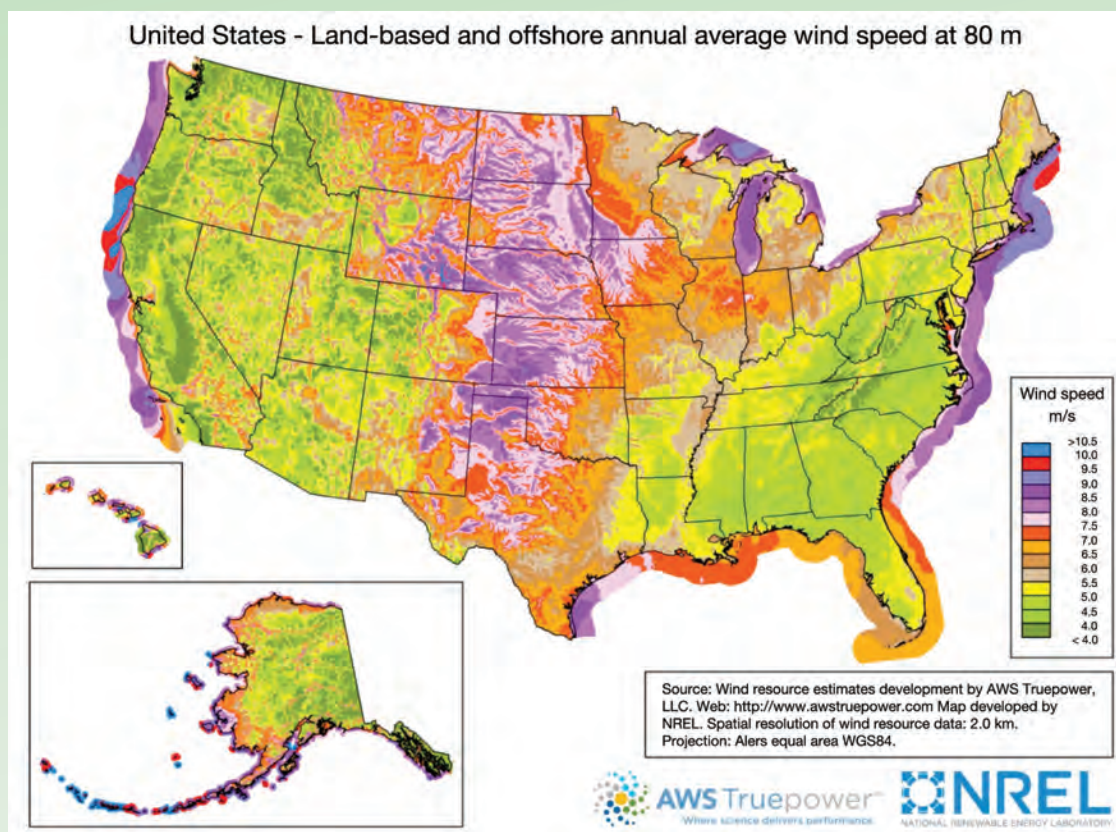 United States - Land-based and offshore annual average wind speed at 80 m
Wind speed
m/s
>10.5
10.0
9.5
9.0
8.5
8.0
7.5
7.0
6.5
6.0
5.5
5.0
4.5
4.0
< 4.0
Source: Wind resource estimates development by AWS Truepower,
LLC. Web: http://www.awstruepower.com Map developed by
NREL. Spatial resolution of wind resource data: 2.0 km.
Projection: Alers equal area WGS84.
AWS Truepower
Where science delivers performance.
NREL
NATIONAL RENEWABLE ENERGY LABORATORY